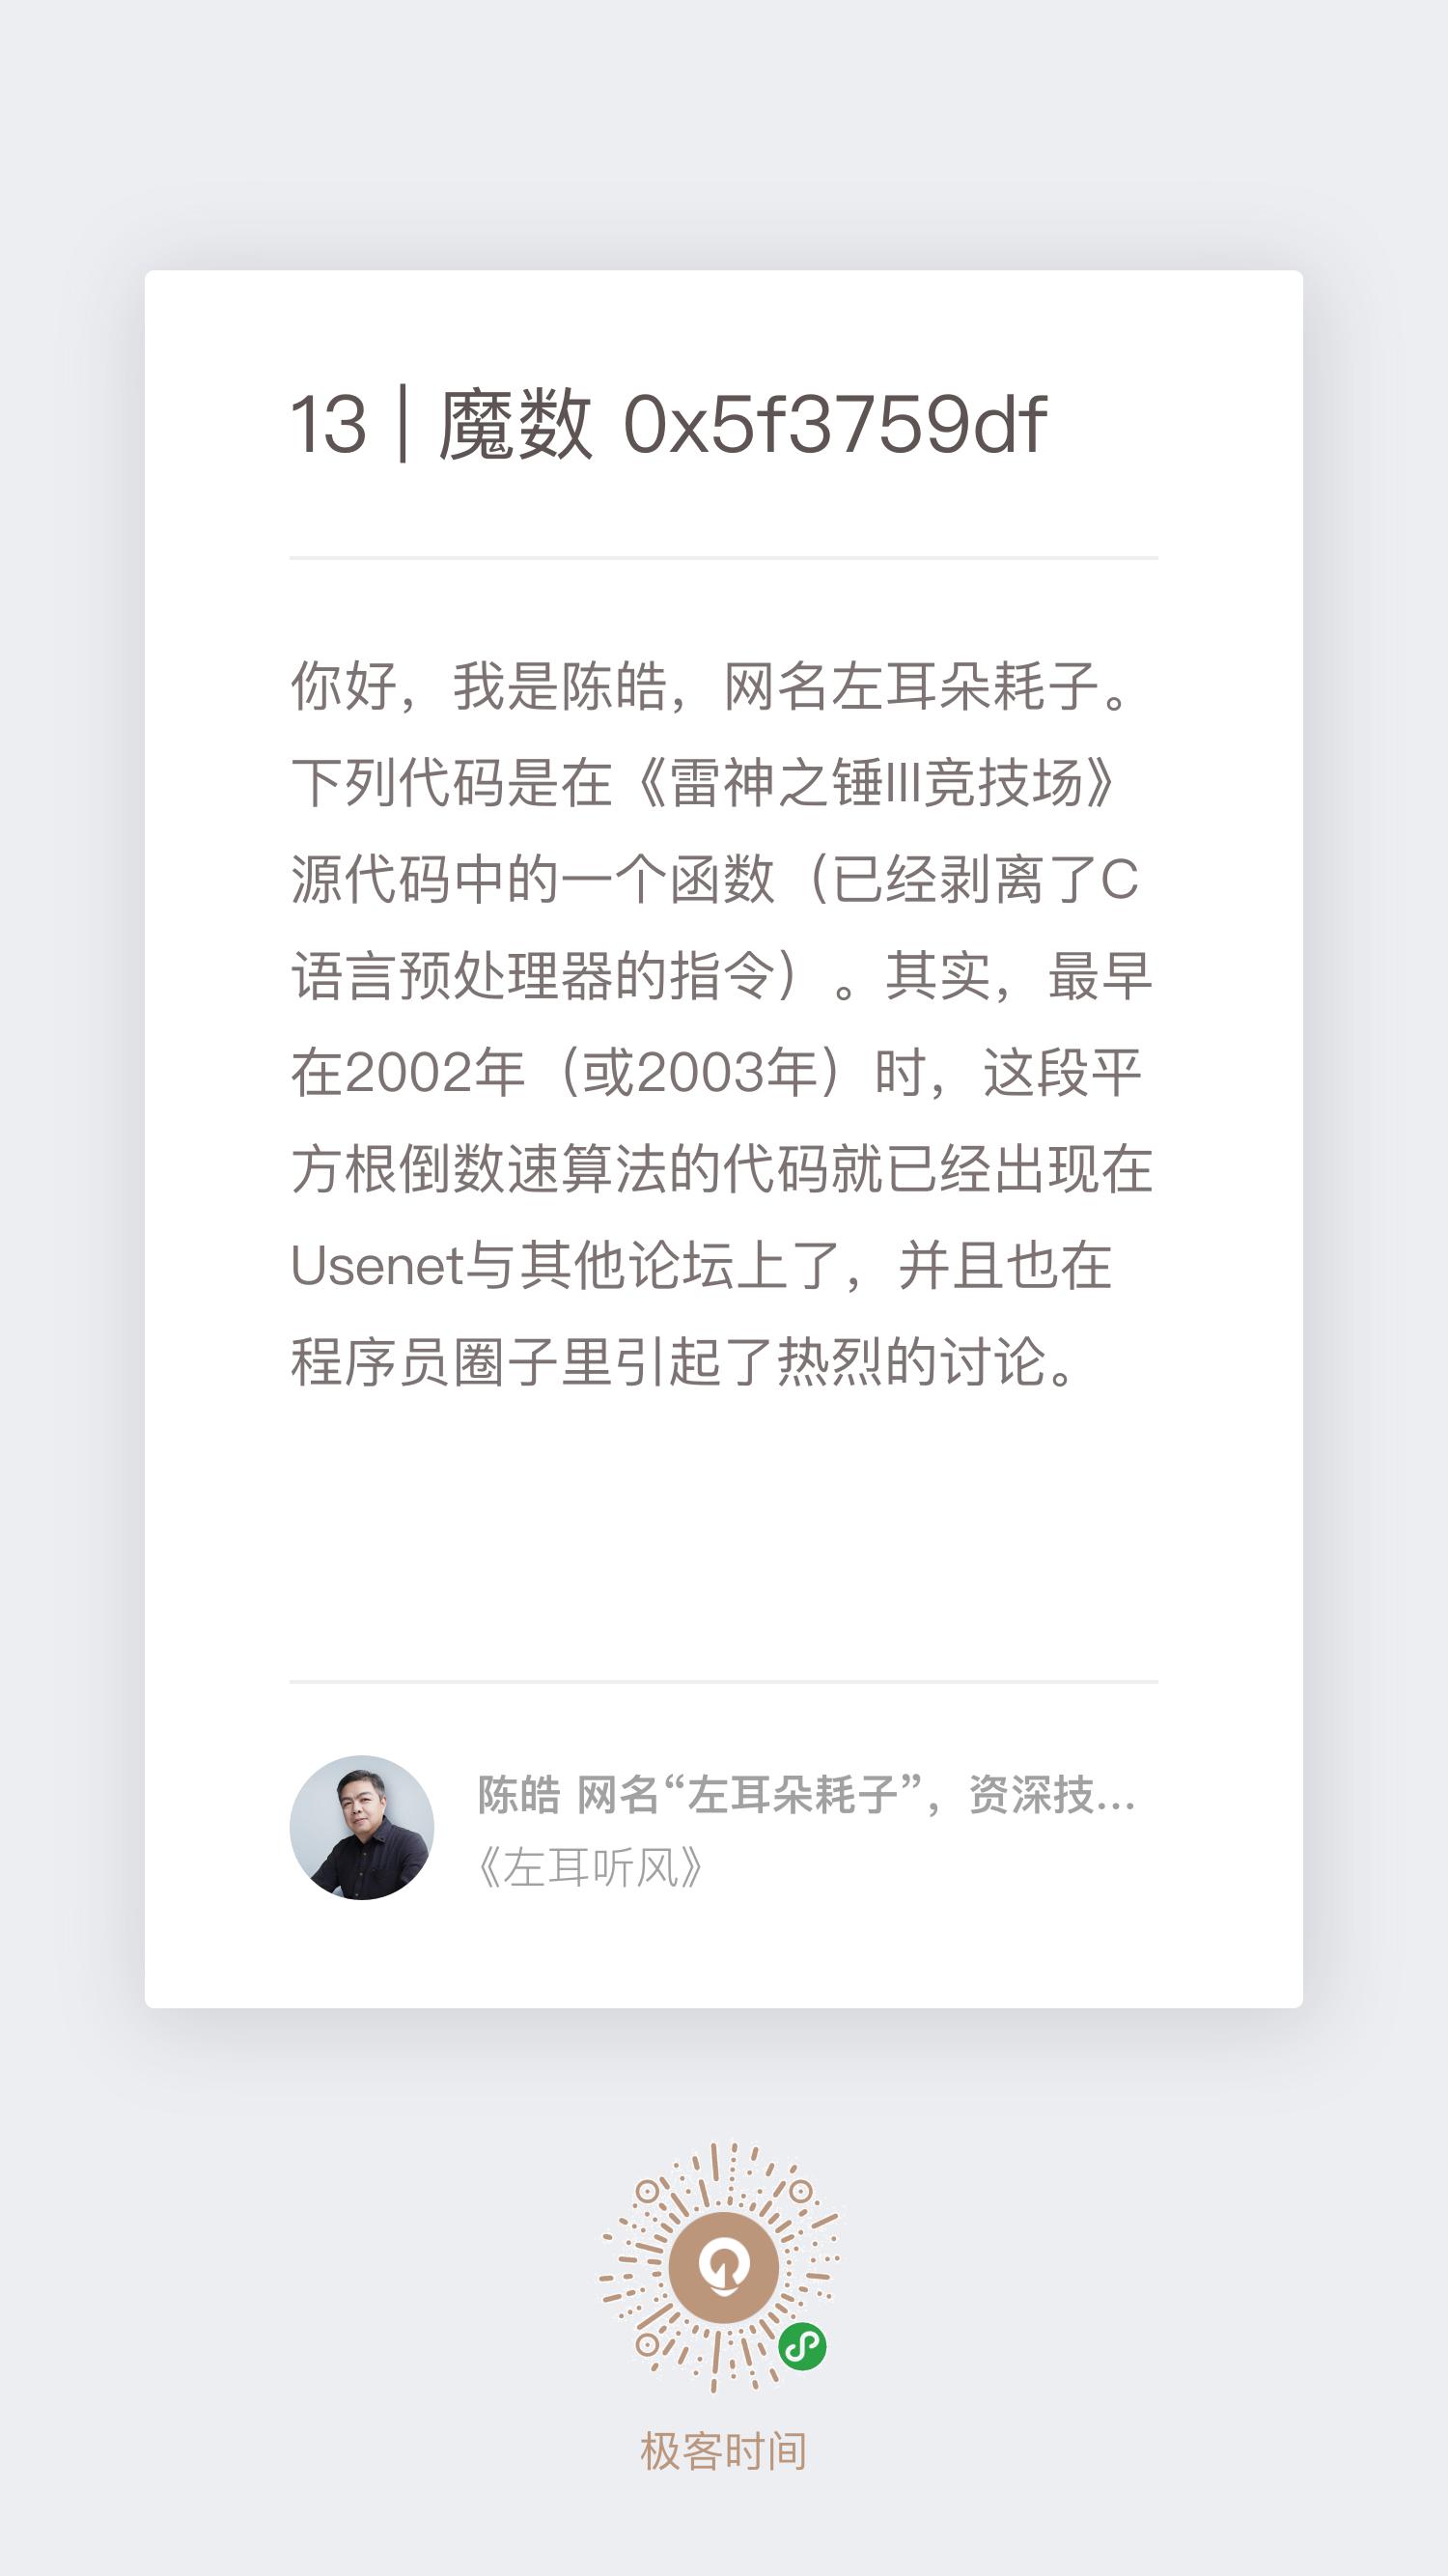 13 | 魔数 0x5f3759df
你好，我是陈皓，网名左耳朵耗子。
下列代码是在《雷神之锤III竞技场》
源代码中的一个函数（已经剥离了C
语言预处理器的指令）。其实，最早
在2002年（或2003年）时，这段平
方根倒数速算法的代码就已经出现在
Usenet与其他论坛上了，并且也在
程序员圈子里引起了热烈的讨论。
陈皓 网名“左耳朵耗子”，资深技...
《左耳听风》
极客时间